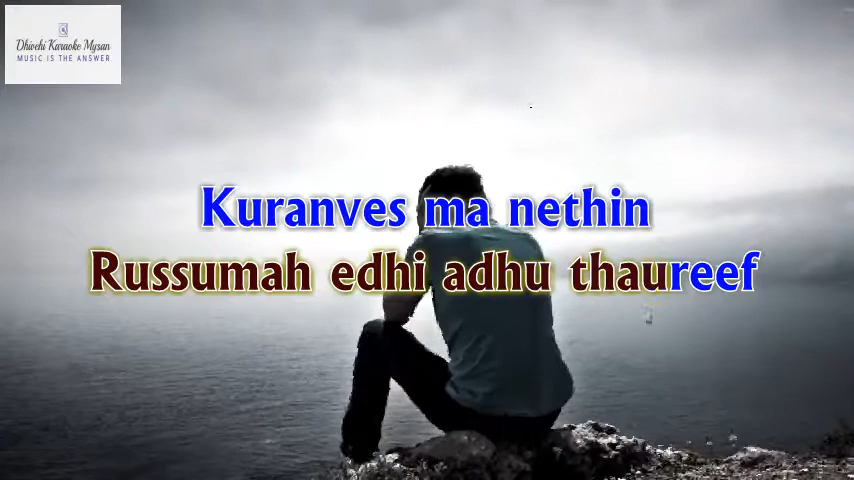 Dhivehi Karaoke Mysan
MUSIC IS THE ANSWER
Kuranves ma nethin
Russumah edhi adhu thaureef